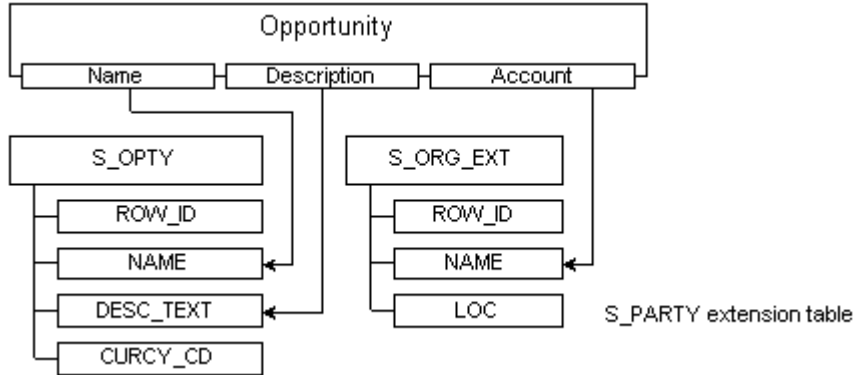 Opportunity
Name Description Account
S_OPTY S_ORG_EXT
ROW_ID ROW_ID
NAME NAME
DESC_TEXT LOC S_PARTY extension table
CURCY_CD